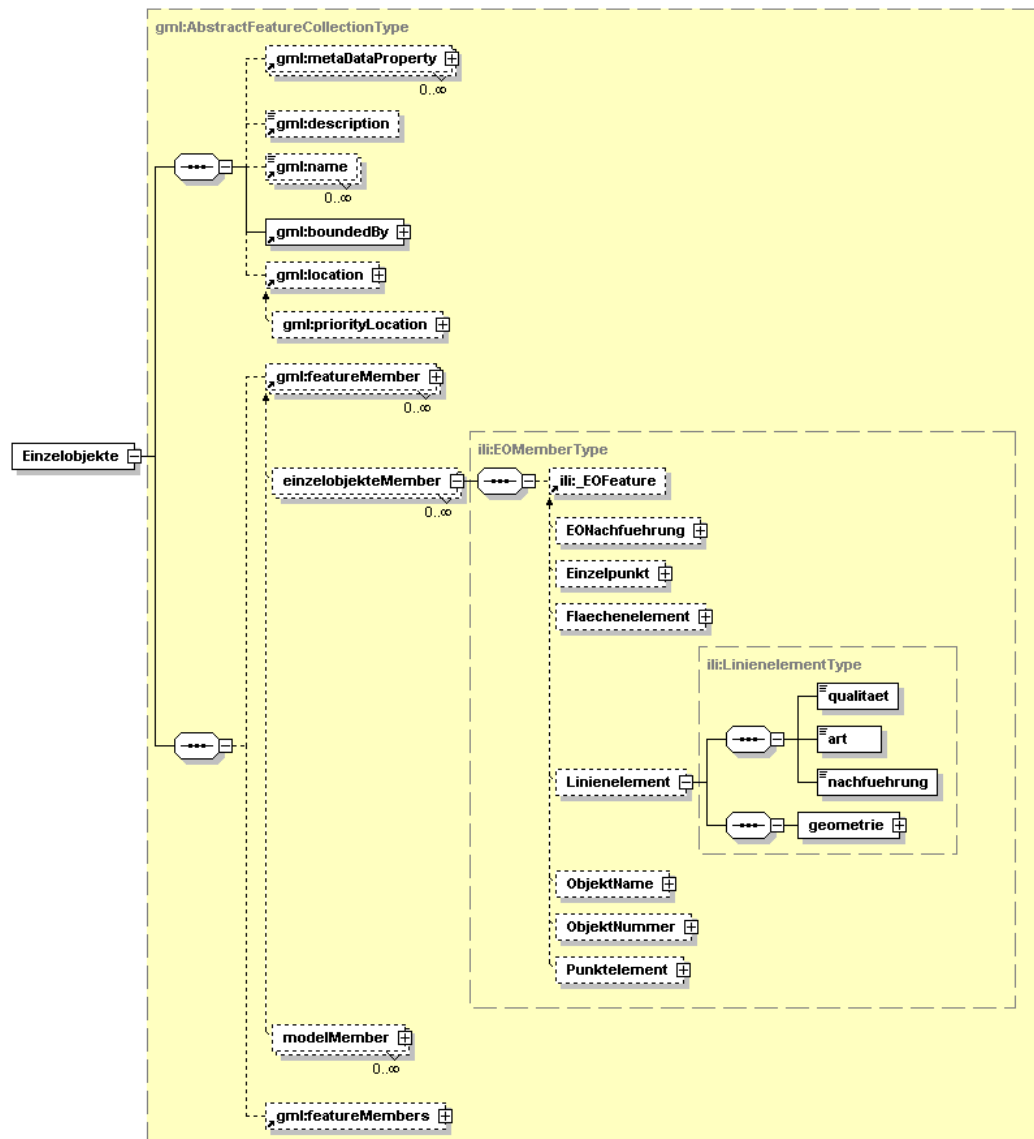 gml:AbstractFeatureCollectionType
gml:metaDataProperty
0..∞
gml:description
gml:name
0..∞
gml:boundedBy
gml:location
gml:priorityLocation
gml:featureMember
0..∞
Einzelobjekte
ili:EOMemberType
einzelobjekteMember
0..∞
ili:_EOFeature
EONachfuehrung
Einzelpunkt
Flaechenelement
ili:LinienelementType
qualitaet
art
nachfuehrung
Linienelement
geometrie
ObjektName
ObjektNummer
Punktelement
modelMember
0..∞
gml:featureMembers